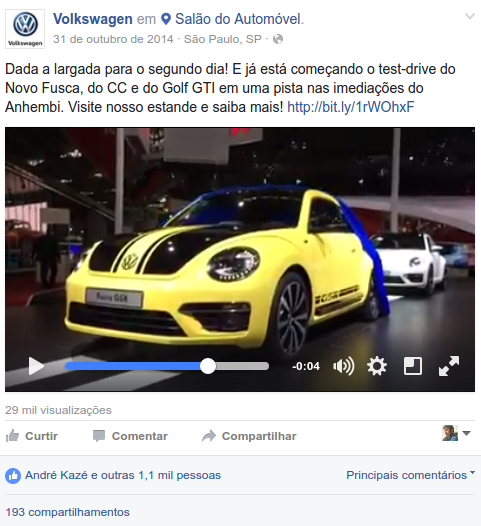 Volkswagen em Salão do Automóvel.
31 de outubro de 2014 · São Paulo, SP ·
Volkswagen
Dada a largada para o segundo dia! E já está começando o test-drive do
Novo Fusca, do CC e do Golf GTI em uma pista nas imediações do
Anhembi. Visite nosso estande e saiba mais! http://bit.ly/1rWOhxF
Fusca GSR
GSR
-0:04
29 mil visualizações
Curtir Comentar Compartilhar
André Kazé e outras 1,1 mil pessoas Principais comentários
193 compartilhamentos